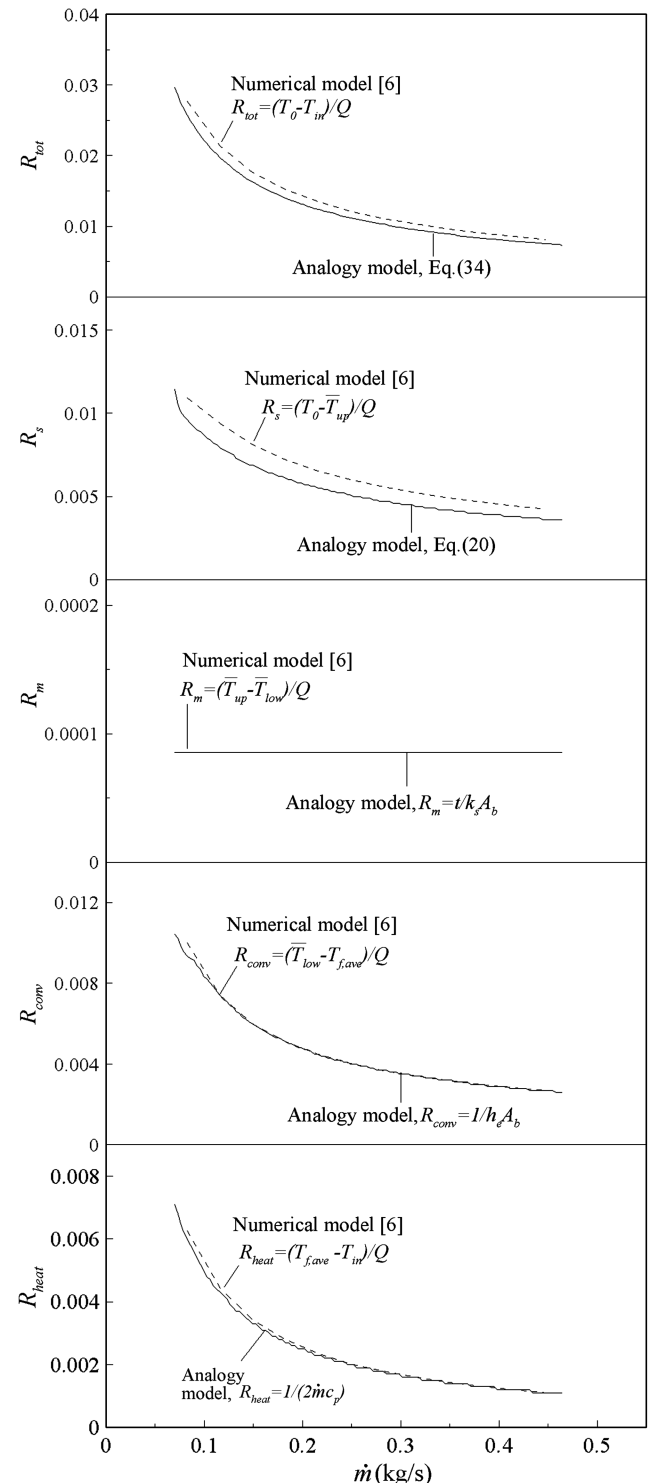 0.04
0.03
0.02
0.01
0
R_tot
Numerical model [6]
R_tot=(T_0-T_in)/Q
Analogy model, Eq.(34)
0.015
0.010
0.005
0
R_s
Numerical model [6]
R_s=(T_0-T̅_up)/Q
Analogy model, Eq.(20)
0.0002
0.0001
0
R_m
Numerical model [6]
R_m=(T̅_up-T̅_low)/Q
Analogy model, R_m=t/k_sA_b
0.012
0.008
0.004
0
R_conv
Numerical model [6]
R_conv=(T̅_low-T_f,ave)/Q
Analogy model, R_conv=1/h_eA_b
0.008
0.006
0.004
0.002
0
R_heat
Numerical model [6]
R_heat=(T_f,ave -T_in)/Q
Analogy
model, R_heat=1/(2ṁc_p)
0 0.1 0.2 0.3 0.4 0.5
ṁ (kg/s)